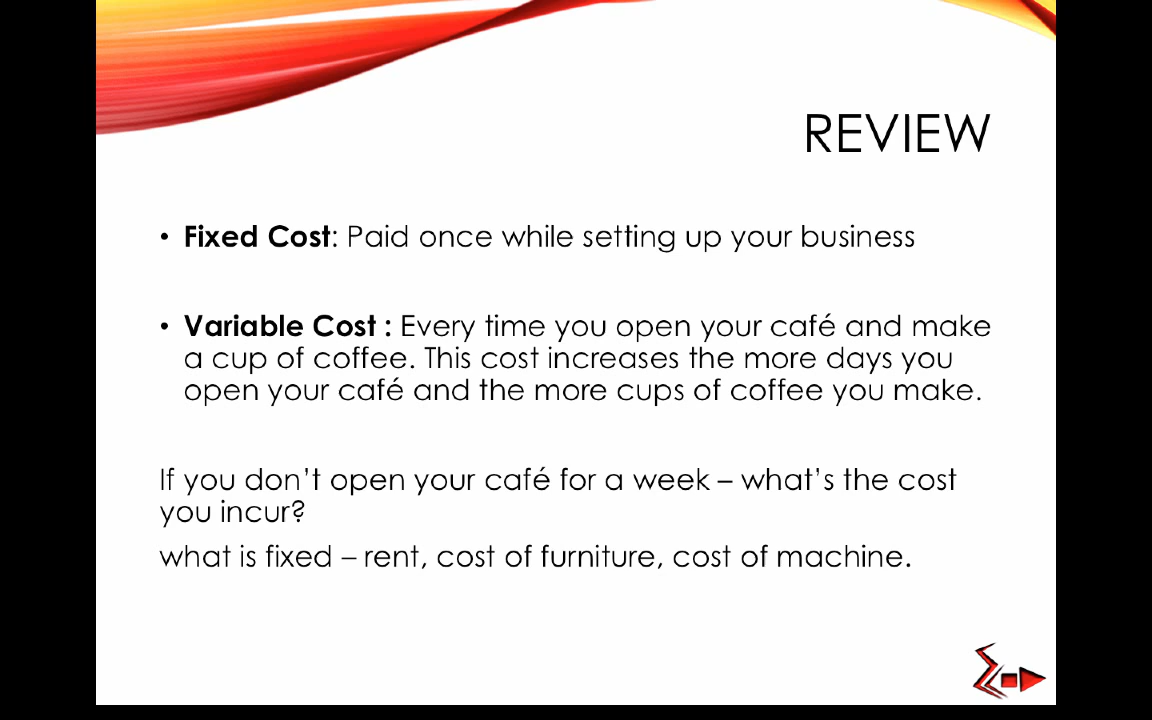 REVIEW
• Fixed Cost: Paid once while setting up your business
• Variable Cost : Every time you open your café and make
a cup of coffee. This cost increases the more days you
open your café and the more cups of coffee you make.
If you don’t open your café for a week – what’s the cost
you incur?
what is fixed – rent, cost of furniture, cost of machine.